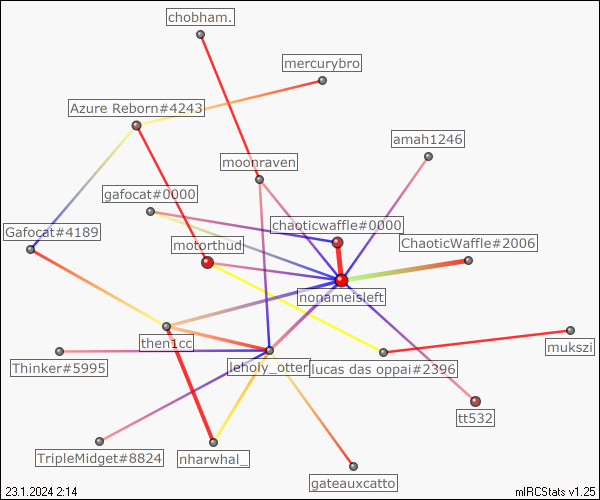 chobham.
mercurybro
Azure Reborn#4243
amah1246
moonraven
gafocat#0000
chaoticwaffle#0000
Gafocat#4189
motorthud
ChaoticWaffle#2006
nonameisleft
then1cc
mukszi
Thinker#5995
leholy_otter
lucas das oppai#2396
tt532
TripleMidget#8824
nharwhal_
gateauxcatto
23.1.2024 2:14
mIRCStats v1.25